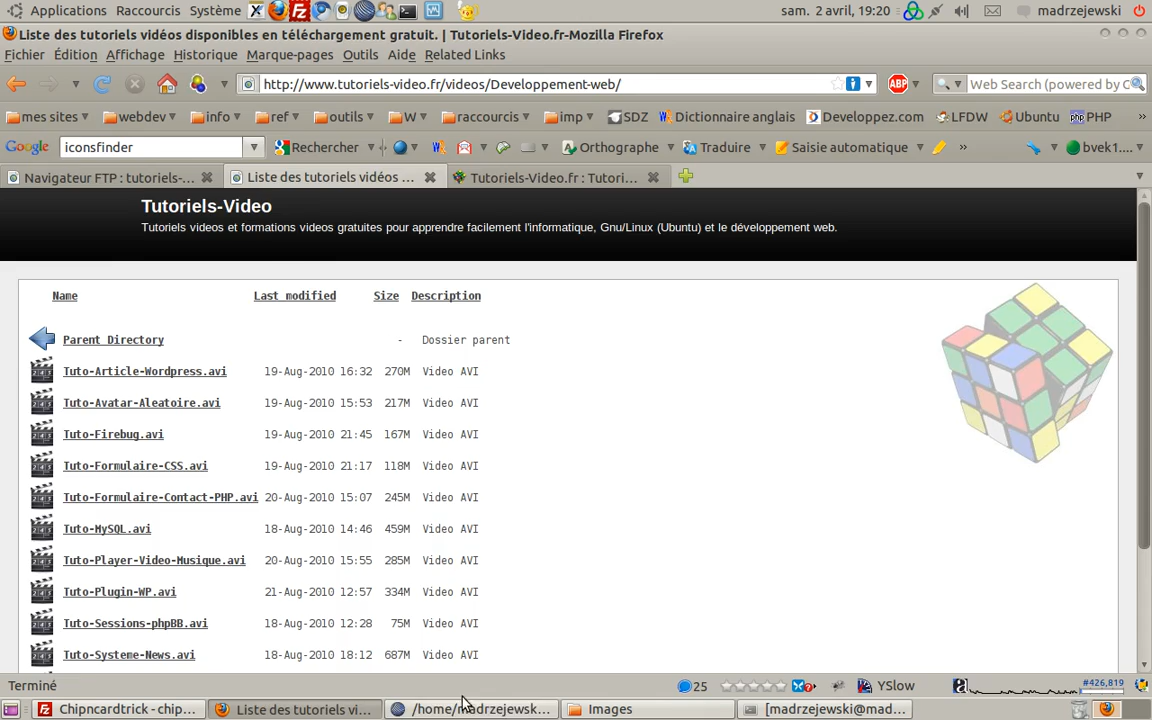 Applications Raccourcis Système sam. 2 avril, 19:20 madrzejewski
Liste des tutoriels vidéos disponibles en téléchargement gratuit. | Tutoriels-Video.fr-Mozilla Firefox
Fichier Édition Affichage Historique Marque-pages Outils Aide Related Links
http://www.tutoriels-video.fr/videos/Developpement-web/ ABP Web Search (powered by C
mes sites webdev info ref outils W raccourcis imp SDZ Dictionnaire anglais Developpez.com LFDW Ubuntu PHP »
Google iconsfinder Rechercher Orthographe Traduire Saisie automatique » bvek1....
Navigateur FTP : tutoriels-... Liste des tutoriels vidéos ... Tutoriels-Video.fr : Tutori...
Tutoriels-Video
Tutoriels videos et formations videos gratuites pour apprendre facilement l'informatique, Gnu/Linux (Ubuntu) et le développement web.
Name Last modified Size Description
Parent Directory - Dossier parent
Tuto-Article-Wordpress.avi 19-Aug-2010 16:32 270M Video AVI
Tuto-Avatar-Aleatoire.avi 19-Aug-2010 15:53 217M Video AVI
Tuto-Firebug.avi 19-Aug-2010 21:45 167M Video AVI
Tuto-Formulaire-CSS.avi 19-Aug-2010 21:17 118M Video AVI
Tuto-Formulaire-Contact-PHP.avi 20-Aug-2010 15:07 245M Video AVI
Tuto-MySQL.avi 18-Aug-2010 14:46 459M Video AVI
Tuto-Player-Video-Musique.avi 20-Aug-2010 15:55 285M Video AVI
Tuto-Plugin-WP.avi 21-Aug-2010 12:57 334M Video AVI
Tuto-Sessions-phpBB.avi 18-Aug-2010 12:28 75M Video AVI
Tuto-Systeme-News.avi 18-Aug-2010 18:12 687M Video AVI
Terminé 25 YSlow a #426,819
Chipncardtrick - chip... Liste des tutoriels vi... /home/madrzejewsk... Images [madrzejewski@mad...